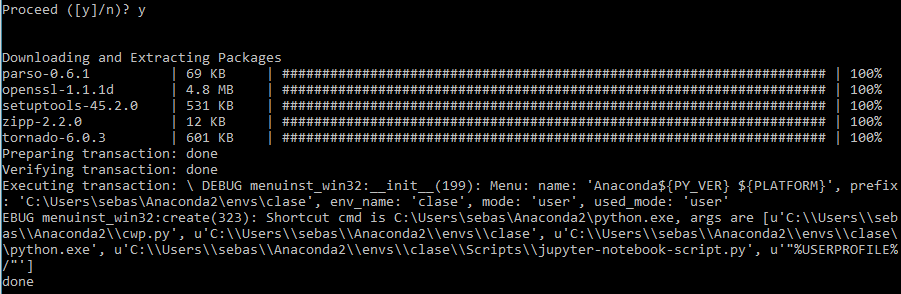 Proceed ([y]/n)? y
Downloading and Extracting Packages
parso-0.6.1          | 69 KB     | #################################################################### | 100%
openssl-1.1.1d       | 4.8 MB    | #################################################################### | 100%
setuptools-45.2.0    | 531 KB    | #################################################################### | 100%
zipp-2.2.0           | 12 KB     | #################################################################### | 100%
tornado-6.0.3        | 601 KB    | #################################################################### | 100%
Preparing transaction: done
Verifying transaction: done
Executing transaction: \ DEBUG menuinst_win32:__init__(199): Menu: name: 'Anaconda${PY_VER} ${PLATFORM}', prefix
: 'C:\Users\sebas\Anaconda2\envs\clase', env_name: 'clase', mode: 'user', used_mode: 'user'
EBUG menuinst_win32:create(323): Shortcut cmd is C:\Users\sebas\Anaconda2\python.exe, args are [u'C:\\Users\\seb
as\\Anaconda2\\cwp.py', u'C:\\Users\\sebas\\Anaconda2\\envs\\clase', u'C:\\Users\\sebas\\Anaconda2\\envs\\clase\
\python.exe', u'C:\\Users\\sebas\\Anaconda2\\envs\\clase\\Scripts\\jupyter-notebook-script.py', u'"%USERPROFILE%
/"']
done